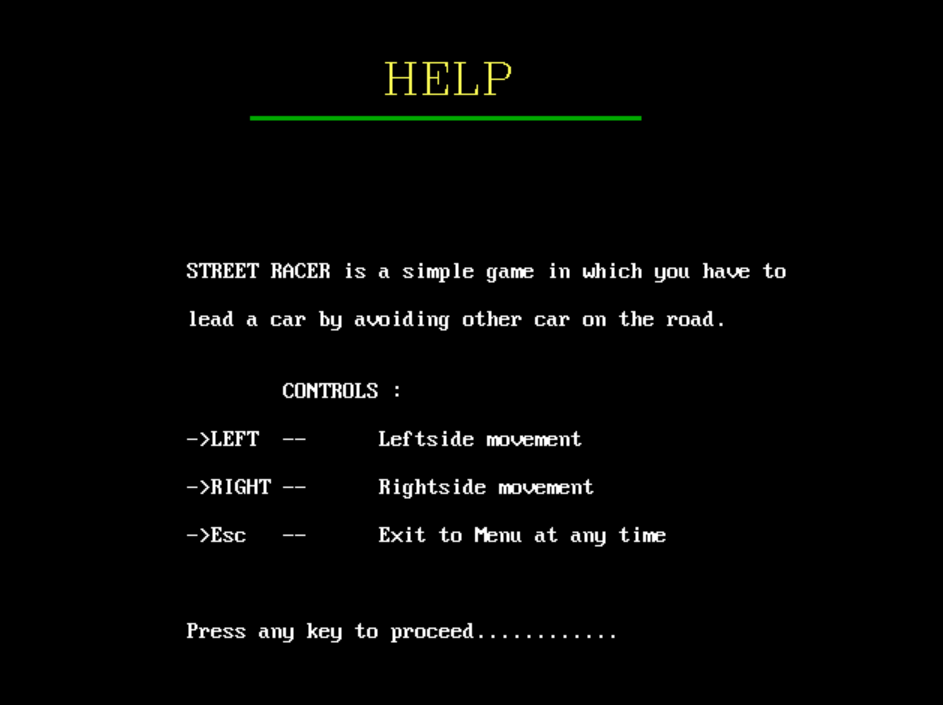 HELP
STREET RACER is a simple game in which you have to
lead a car by avoiding other car on the road.
CONTROLS :
->LEFT -- Leftside movement
->RIGHT -- Rightside movement
->Esc -- Exit to Menu at any time
Press any key to proceed............